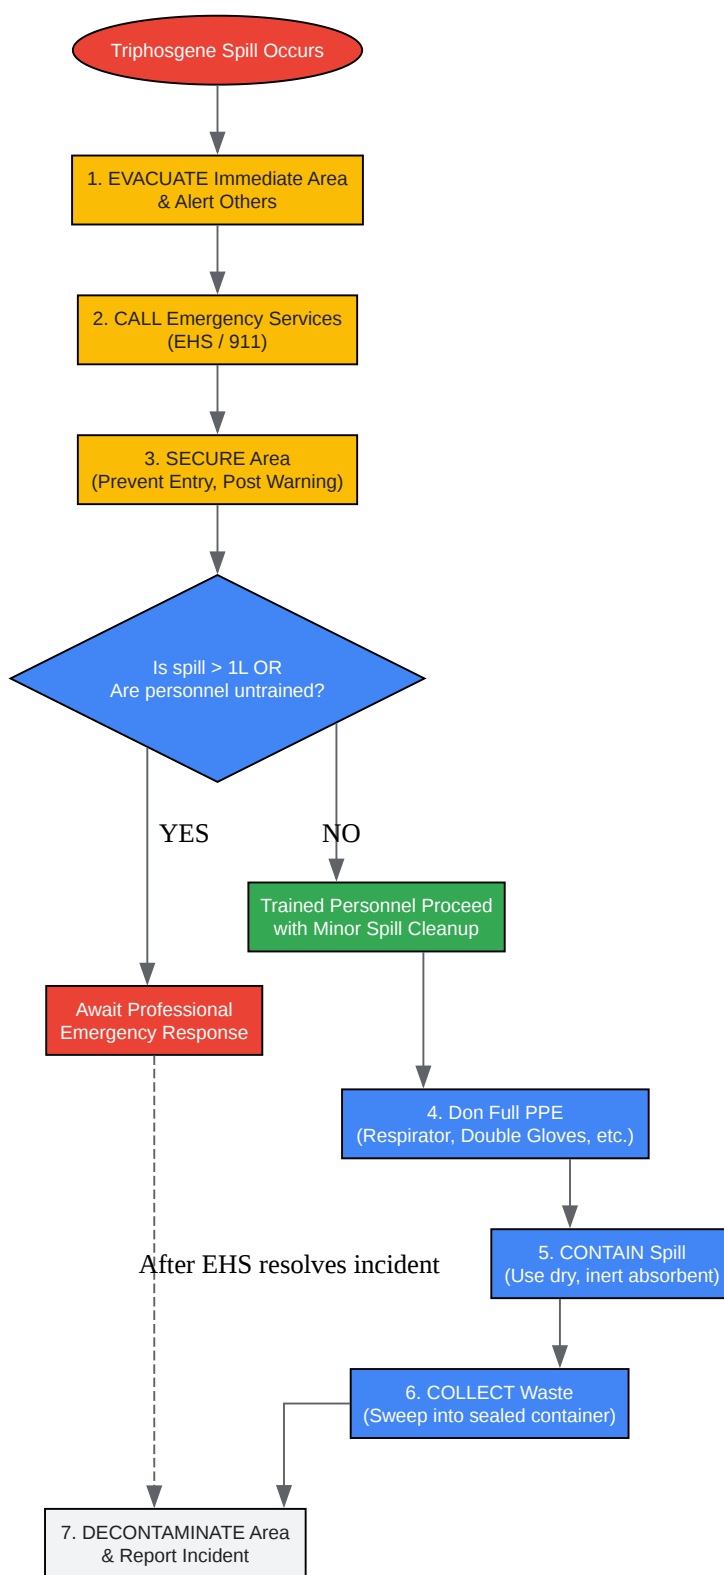 Triphosgene Spill Occurs
1. EVACUATE Immediate Area
& Alert Others
2. CALL Emergency Services
(EHS / 911)
3. SECURE Area
(Prevent Entry, Post Warning)
Is spill > 1L OR
Are personnel untrained?
YES
NO
Trained Personnel Proceed
with Minor Spill Cleanup
Await Professional
Emergency Response
4. Don Full PPE
(Respirator, Double Gloves, etc.)
5. CONTAIN Spill
(Use dry, inert absorbent)
After EHS resolves incident
6. COLLECT Waste
(Sweep into sealed container)
7. DECONTAMINATE Area
& Report Incident